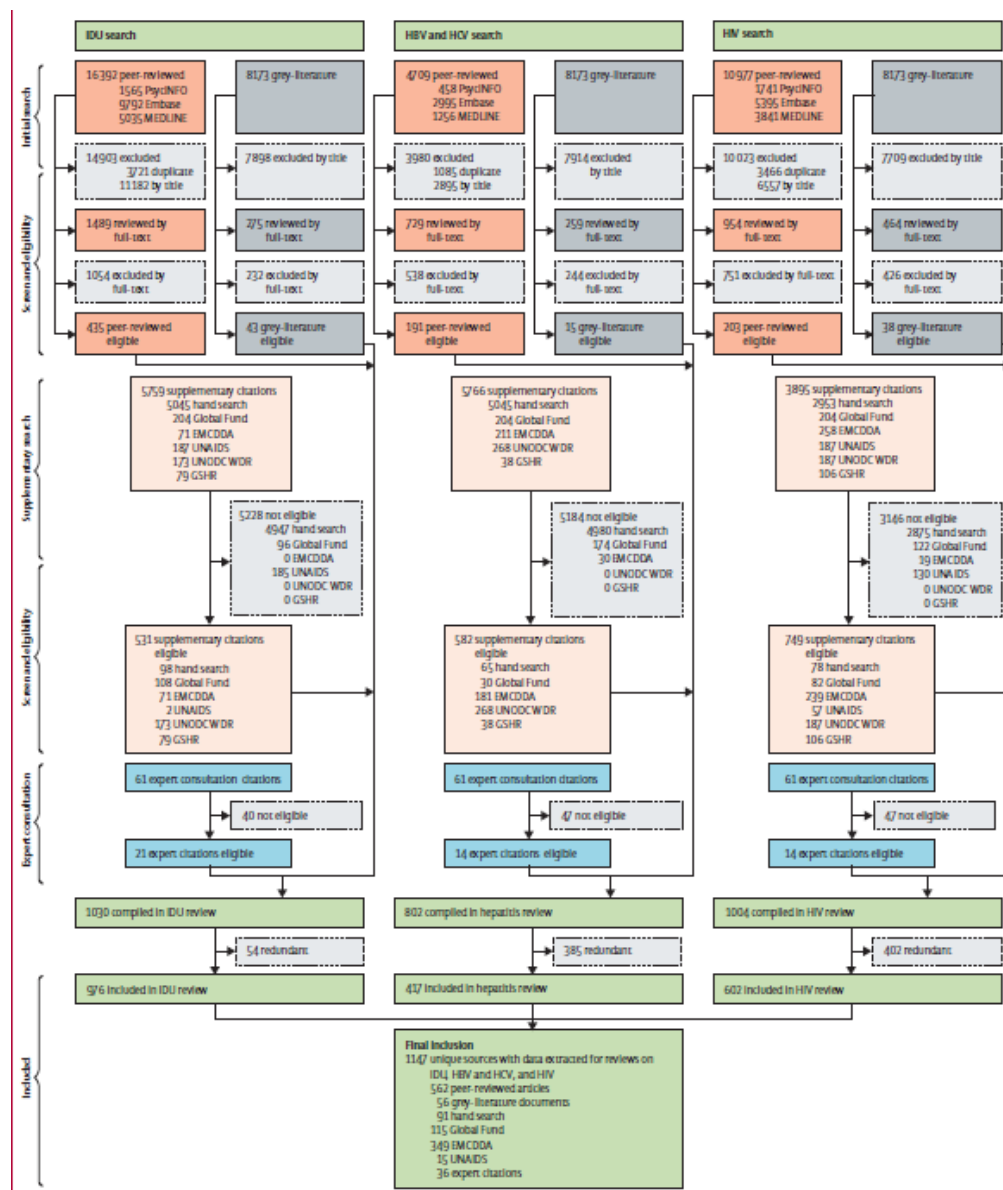 IDU search
HBV and HCV search
HIV search
Initial search
16392 peer-reviewed
1565 PsycINFO
9792 Embase
5035 MEDLINE
8173 grey-literature
4709 peer-reviewed
458 PsycINFO
2995 Embase
1256 MEDLINE
8173 grey-literature
10977 peer-reviewed
1741 PsycINFO
5395 Embase
3841 MEDLINE
8173 grey-literature
14903 excluded
3721 duplicate
11182 by title
7898 excluded by title
3980 excluded
1085 duplicate
2895 by title
7914 excluded
by title
10023 excluded
3466 duplicate
6557 by title
7709 excluded by title
Screen and eligibility
1489 reviewed by
full-text
275 reviewed by
full-text
729 reviewed by
full-text
259 reviewed by
full-text
954 reviewed by
full-text
464 reviewed by
full-text
1054 excluded by
full-text
232 excluded by
full-text
538 excluded by
full-text
244 excluded by
full-text
751 excluded by full-text
426 excluded by
full-text
435 peer-reviewed
eligible
43 grey-literature
eligible
191 peer-reviewed
eligible
15 grey-literature
eligible
203 peer-reviewed
eligible
38 grey-literature
eligible
Supplementary search
5759 supplementary citations
5045 hand search
204 Global Fund
71 EMCDDA
187 UNAIDS
173 UNODC WDR
79 GSHR
5766 supplementary citations
5045 hand search
204 Global Fund
211 EMCDDA
268 UNODC WDR
38 GSHR
3895 supplementary citations
2953 hand search
204 Global Fund
258 EMCDDA
187 UNAIDS
187 UNODC WDR
106 GSHR
5228 not eligible
4947 hand search
96 Global Fund
0 EMCDDA
185 UNAIDS
0 UNODC WDR
0 GSHR
5184 not eligible
4980 hand search
174 Global Fund
30 EMCDDA
0 UNODC WDR
0 GSHR
3146 not eligible
2875 hand search
122 Global Fund
19 EMCDDA
130 UNAIDS
0 UNODC WDR
0 GSHR
Screen and eligibility
531 supplementary citations
eligible
98 hand search
108 Global Fund
71 EMCDDA
2 UNAIDS
173 UNODC WDR
79 GSHR
582 supplementary citations
eligible
65 hand search
30 Global Fund
181 EMCDDA
268 UNODC WDR
38 GSHR
749 supplementary citations
eligible
78 hand search
82 Global Fund
239 EMCDDA
57 UNAIDS
187 UNODC WDR
106 GSHR
Expert consultation
61 expert consultation citations
61 expert consultation citations
61 expert consultation citations
40 not eligible
47 not eligible
47 not eligible
21 expert citations eligible
14 expert citations eligible
14 expert citations eligible
1030 compiled in IDU review
802 compiled in hepatitis review
1004 compiled in HIV review
54 redundant
385 redundant
402 redundant
Included
976 included in IDU review
417 included in hepatitis review
602 included in HIV review
Final inclusion
1147 unique sources with data extracted for reviews on
IDU, HBV and HCV, and HIV
562 peer-reviewed articles
56 grey-literature documents
91 hand search
115 Global Fund
349 EMCDDA
15 UNAIDS
36 expert citations